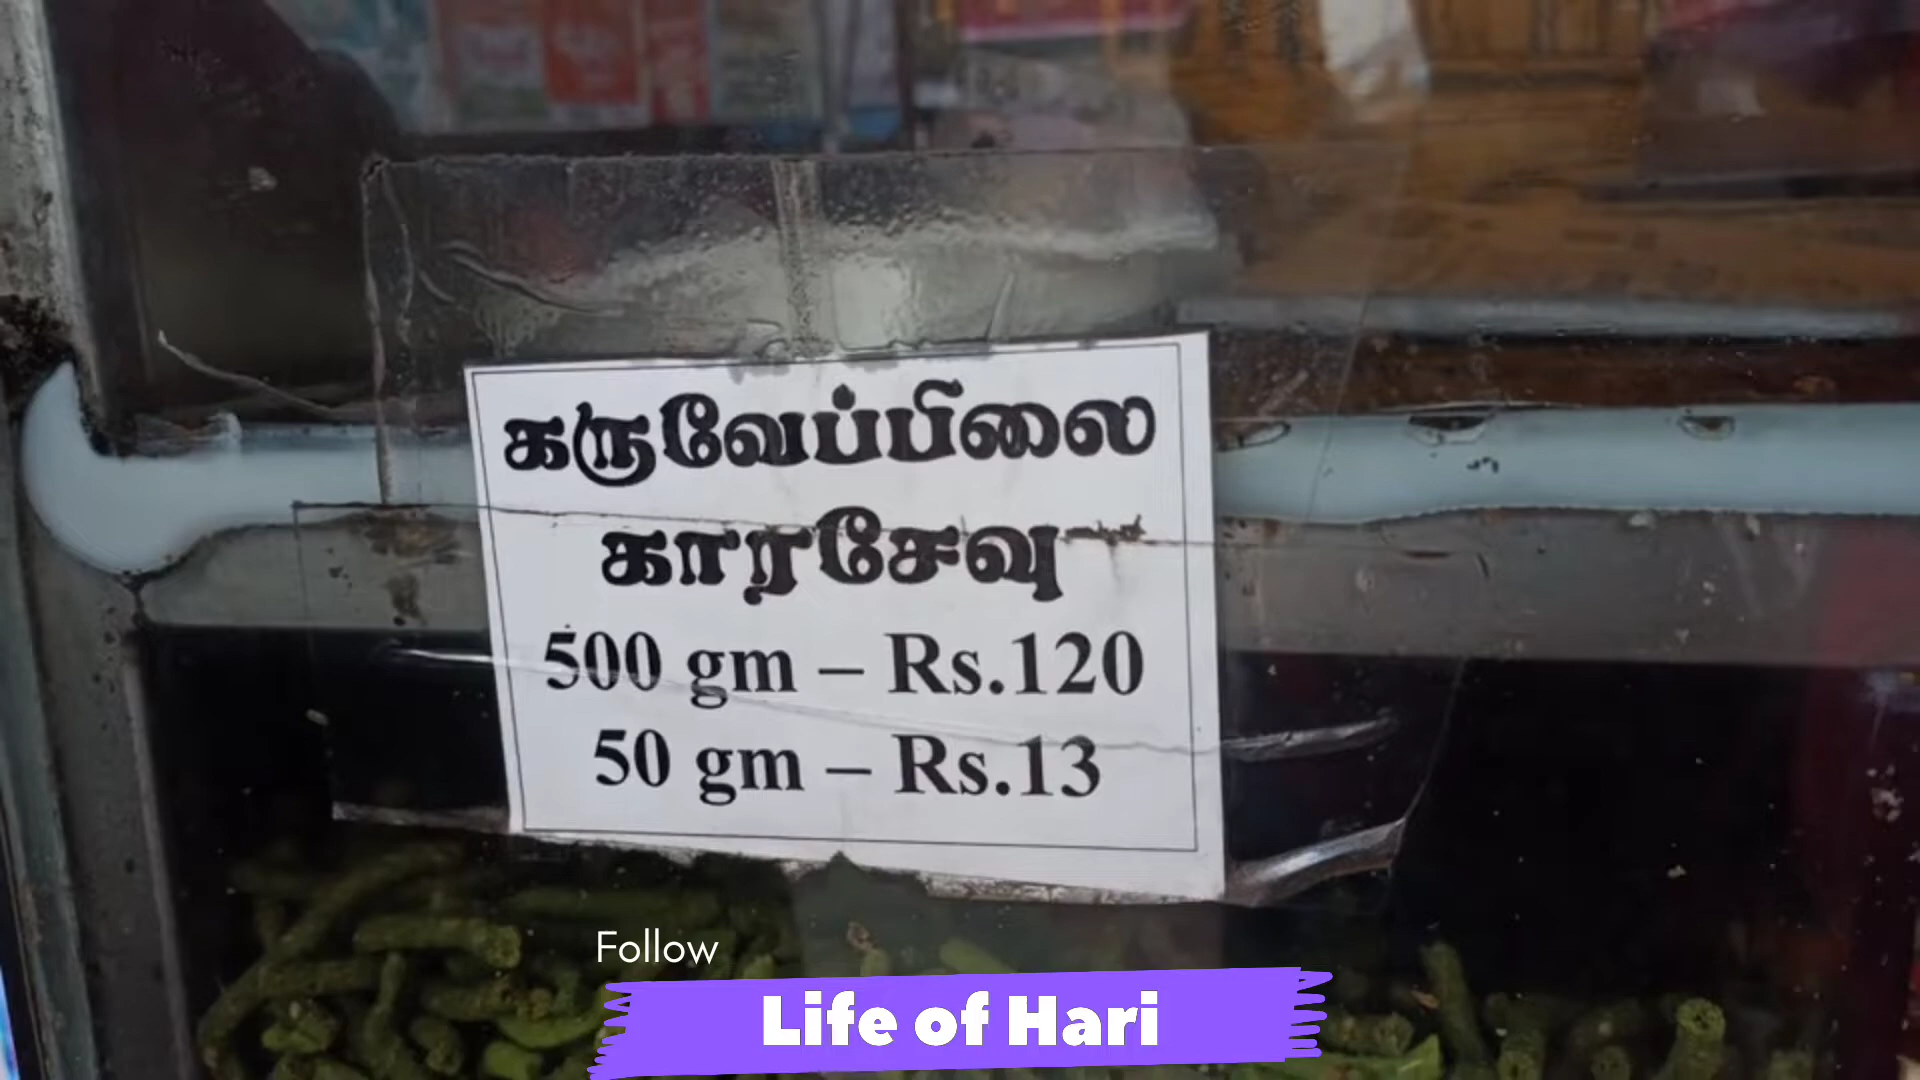 கருவேப்பிலை
காரசேவு
500 gm – Rs.120
50 gm – Rs.13
Follow
Life of Hari